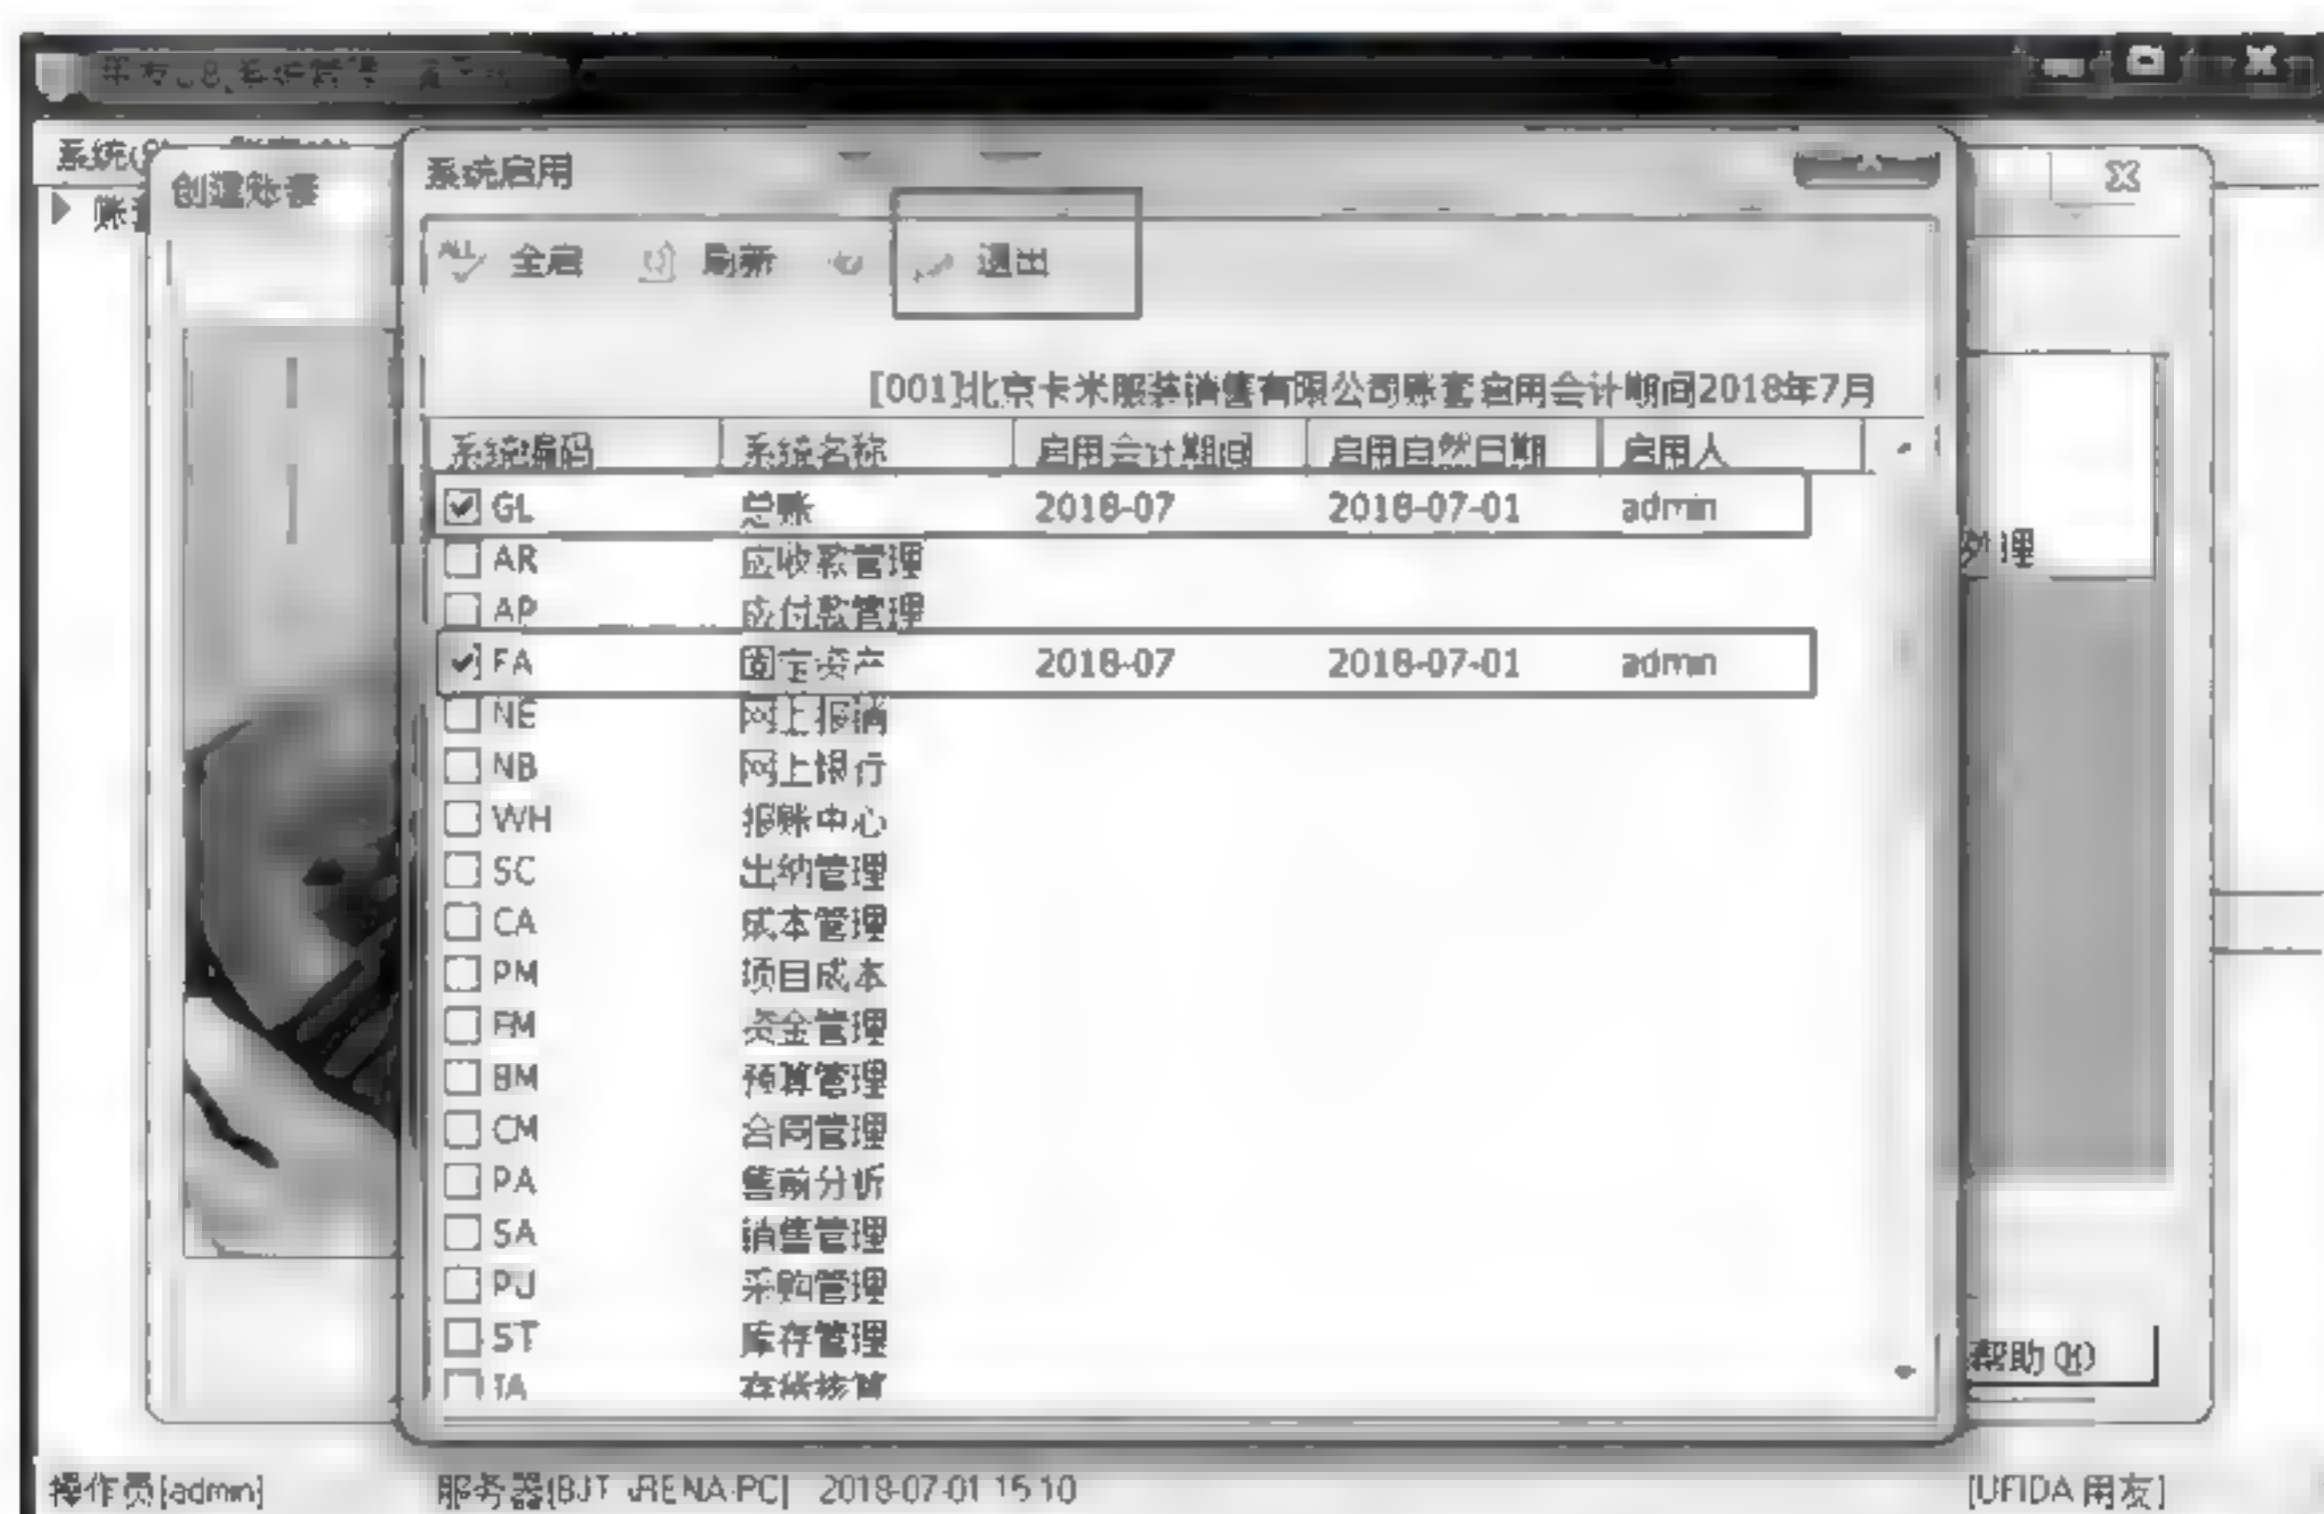 系统
创建账套
系统启用
全启 刷新 退出
[001]北京卡米服装销售有限公司账套启用会计期间2018年7月
系统编码 系统名称 启用会计期间 启用自然日期 启用人
GL 总账 2018-07 2018-07-01 admin
AR 应收款管理
AP 应付款管理
FA 固定资产 2018-07 2018-07-01 admin
NE 网上报销
NB 网上银行
WH 报账中心
SC 出纳管理
CA 成本管理
PM 项目成本
FM 资金管理
BM 预算管理
CM 合同管理
PA 售前分析
SA 销售管理
PU 采购管理
ST 库存管理
IA 存货核算
处理
帮助(H)
操作员[admin] 服务器 2018-07-01 15:10 [UFIDA 用友]